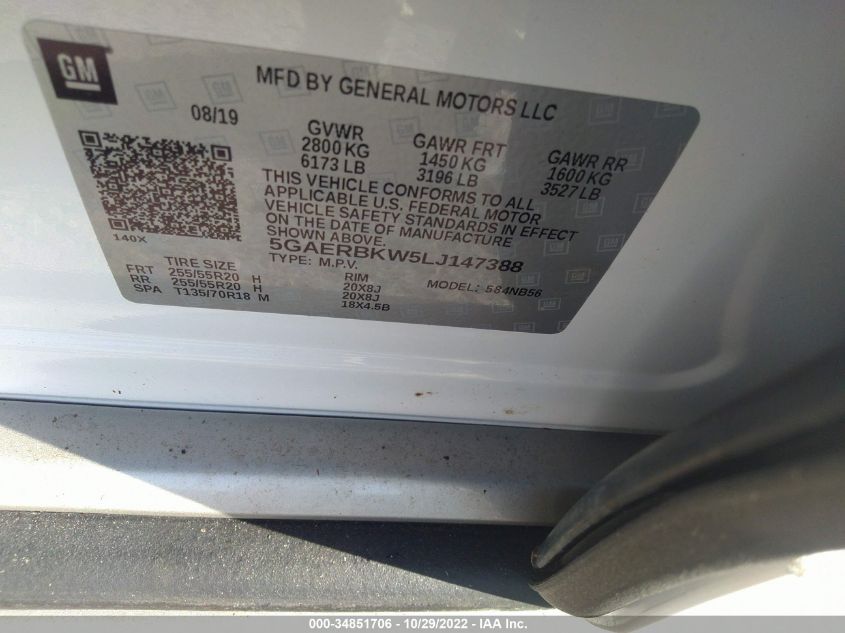 GM
MFD BY GENERAL MOTORS LLC
08/19
GVWR GAWR FRT GAWR RR
2800 KG 1450 KG 1600 KG
6173 LB 3196 LB 3527 LB
THIS VEHICLE CONFORMS TO ALL
APPLICABLE U.S. FEDERAL MOTOR
VEHICLE SAFETY STANDARDS IN EFFECT
ON THE DATE OF MANUFACTURE
SHOWN ABOVE.
140X
5GAERBKW5LJ147388
TYPE: M.P.V. MODEL: 584NB56
TIRE SIZE RIM
FRT 255/55R20 H 20X8J
RR 255/55R20 H 20X8J
SPA T135/70R18 M 18X4.5B
000-34851706 - 10/29/2022 - IAA Inc.